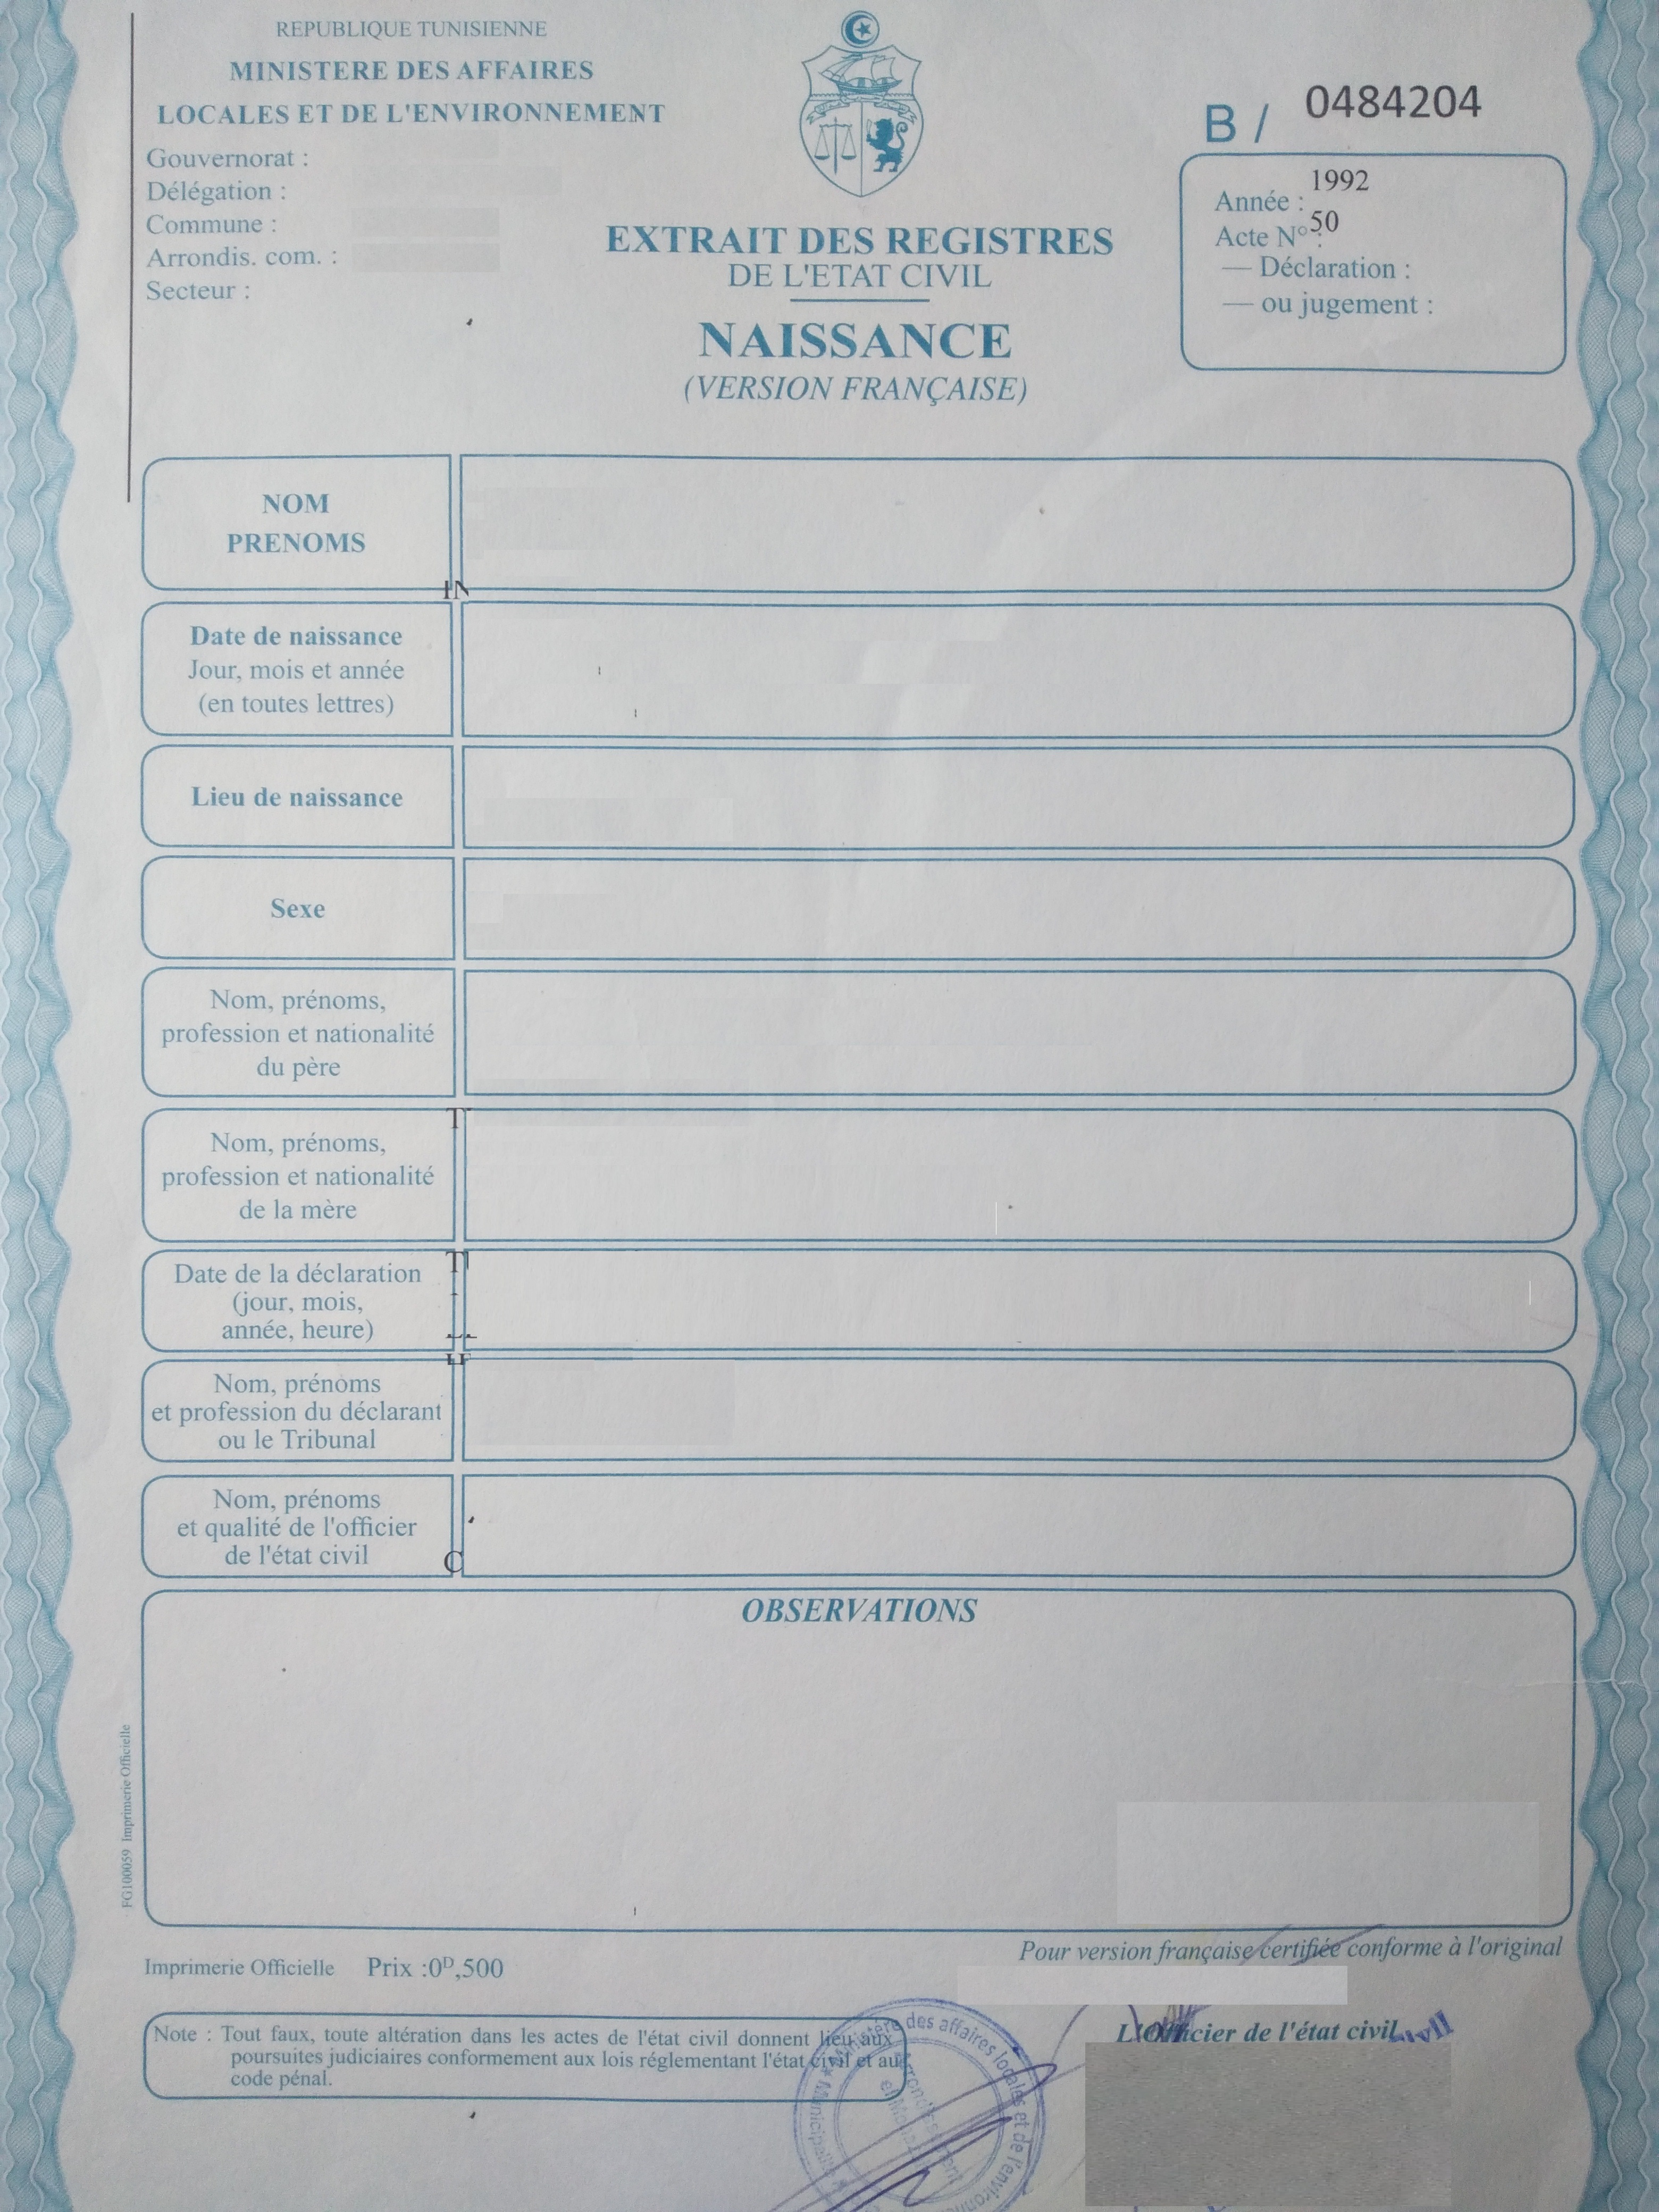 REPUBLIQUE TUNISIENNE
MINISTERE DES AFFAIRES
LOCALES ET DE L'ENVIRONNEMENT
Gouvernorat :
Délégation :
Commune :
Arrondis. com. :
Secteur :
EXTRAIT DES REGISTRES
DE L'ETAT CIVIL
NAISSANCE
(VERSION FRANÇAISE)
B / 0484204
Année : 1992
Acte N° : 50
— Déclaration :
— ou jugement :
NOM
PRENOMS
IN
Date de naissance
Jour, mois et année
(en toutes lettres)
Lieu de naissance
Sexe
Nom, prénoms,
profession et nationalité
du père
T
Nom, prénoms,
profession et nationalité
de la mère
T
Date de la déclaration
(jour, mois,
année, heure)
Nom, prénoms
et profession du déclarant
ou le Tribunal
Nom, prénoms
et qualité de l'officier
de l'état civil
C
OBSERVATIONS
FG100059 Imprimerie Officielle
Pour version française certifiée conforme à l'original
Imprimerie Officielle Prix :0ᴰ,500
L'Officier de l'état civil
Note : Tout faux, toute altération dans les actes de l'état civil donnent lieu aux
poursuites judiciaires conformement aux lois réglementant l'état civil et au
code pénal.
Ministère des affaires locales et de l'environ